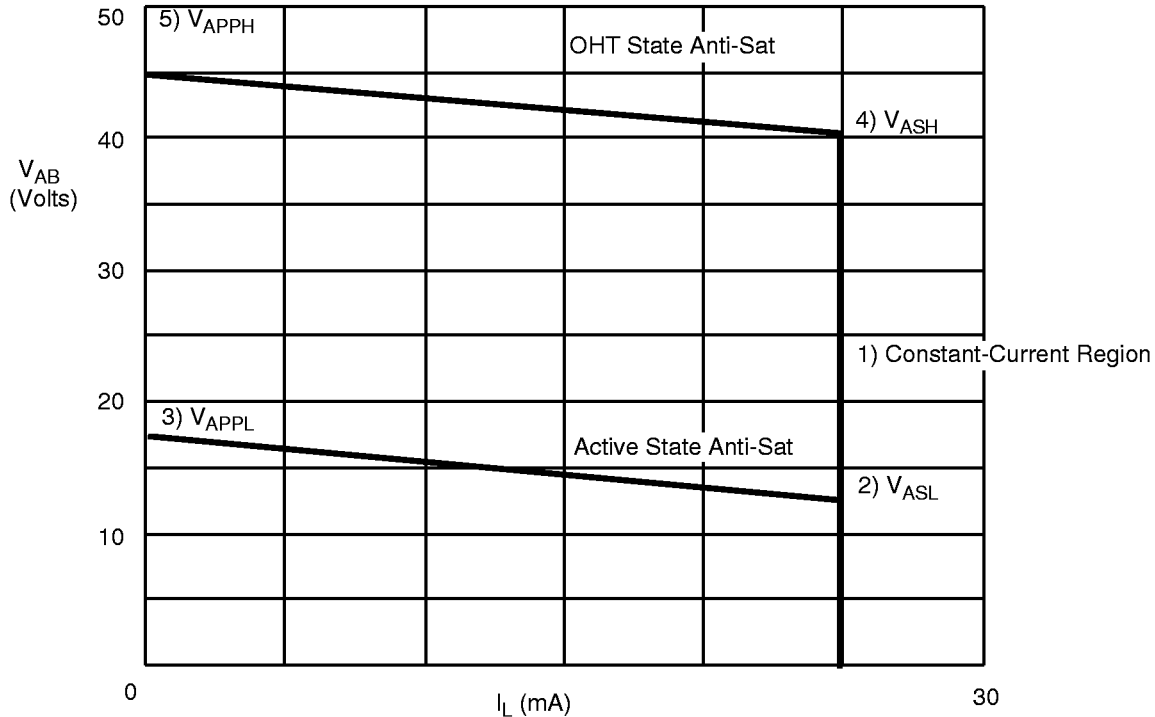 50
5) VAPPH
OHT State Anti-Sat
40
4) VASH
VAB
(Volts)
30
1) Constant-Current Region
20
3) VAPPL
Active State Anti-Sat
2) VASL
10
0
IL (mA)
30